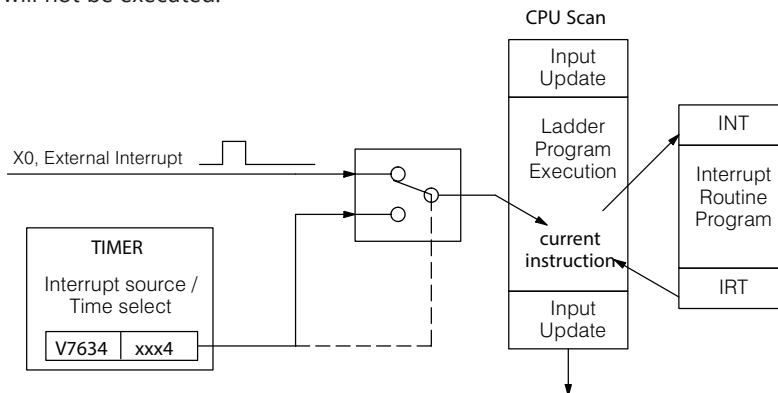 will not be executed.
CPU Scan
Input
Update
Ladder
Program
Execution
current
instruction
Input
Update
INT
Interrupt
Routine
Program
IRT
X0, External Interrupt
TIMER
Interrupt source /
Time select
V7634 xxx4